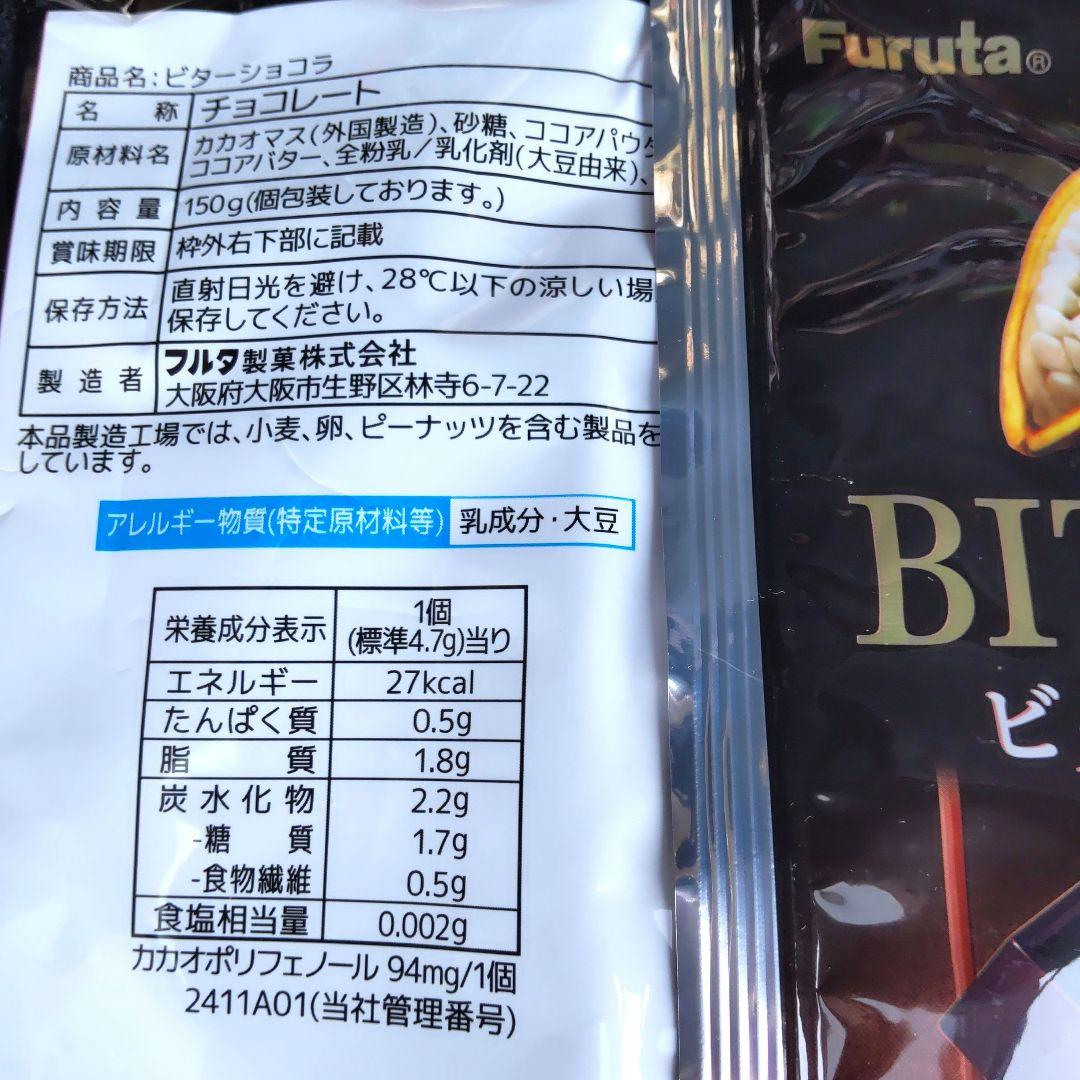 商品名:ビターショコラ
名称 チョコレート
原材料名 カカオマス(外国製造)、砂糖、ココアパウ
ココアバター、全粉乳/乳化剤(大豆由来)、
内容量 150g(個包装しております。)
賞味期限 枠外右下部に記載
保存方法 直射日光を避け、28℃以下の涼しい場
保存してください。
製造者 フルタ製菓株式会社
大阪府大阪市生野区林寺6-7-22
本品製造工場では、小麦、卵、ピーナッツを含む製品を
しています。
アレルギー物質(特定原材料等) 乳成分・大豆
栄養成分表示 1個
(標準4.7g)当り
エネルギー 27kcal
たんぱく質 0.5g
脂質 1.8g
炭水化物 2.2g
-糖質 1.7g
-食物繊維 0.5g
食塩相当量 0.002g
カカオポリフェノール 94mg/1個
2411A01(当社管理番号)
Furuta®
BIT
ビ